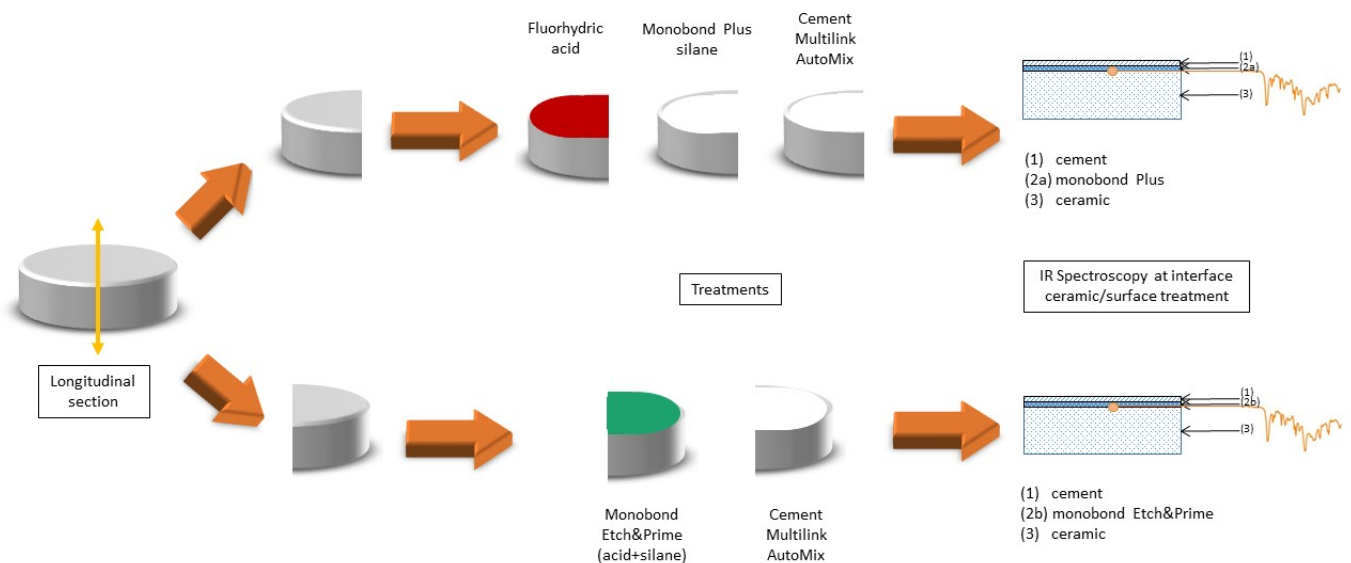 Fluorhydric
acid
Monobond Plus
silane
Cement
Multilink
AutoMix
(1)
(2a)
(3)
(1) cement
(2a) monobond Plus
(3) ceramic
Longitudinal
section
Treatments
IR Spectroscopy at interface
ceramic/surface treatment
Monobond
Etch&Prime
(acid+silane)
Cement
Multilink
AutoMix
(1)
(2b)
(3)
(1) cement
(2b) monobond Etch&Prime
(3) ceramic